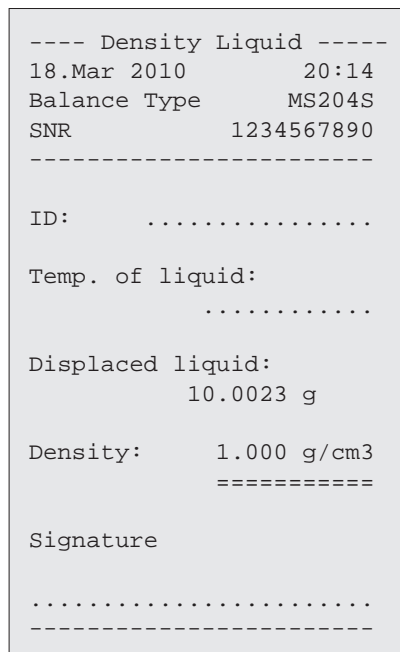 ---- Density Liquid -----
18.Mar 2010        20:14
Balance Type      MS204S
SNR           1234567890
------------------------
ID:     ................
Temp. of liquid:
            ............
Displaced liquid:
           10.0023 g
Density:     1.000 g/cm3
             ===========
Signature
........................
------------------------